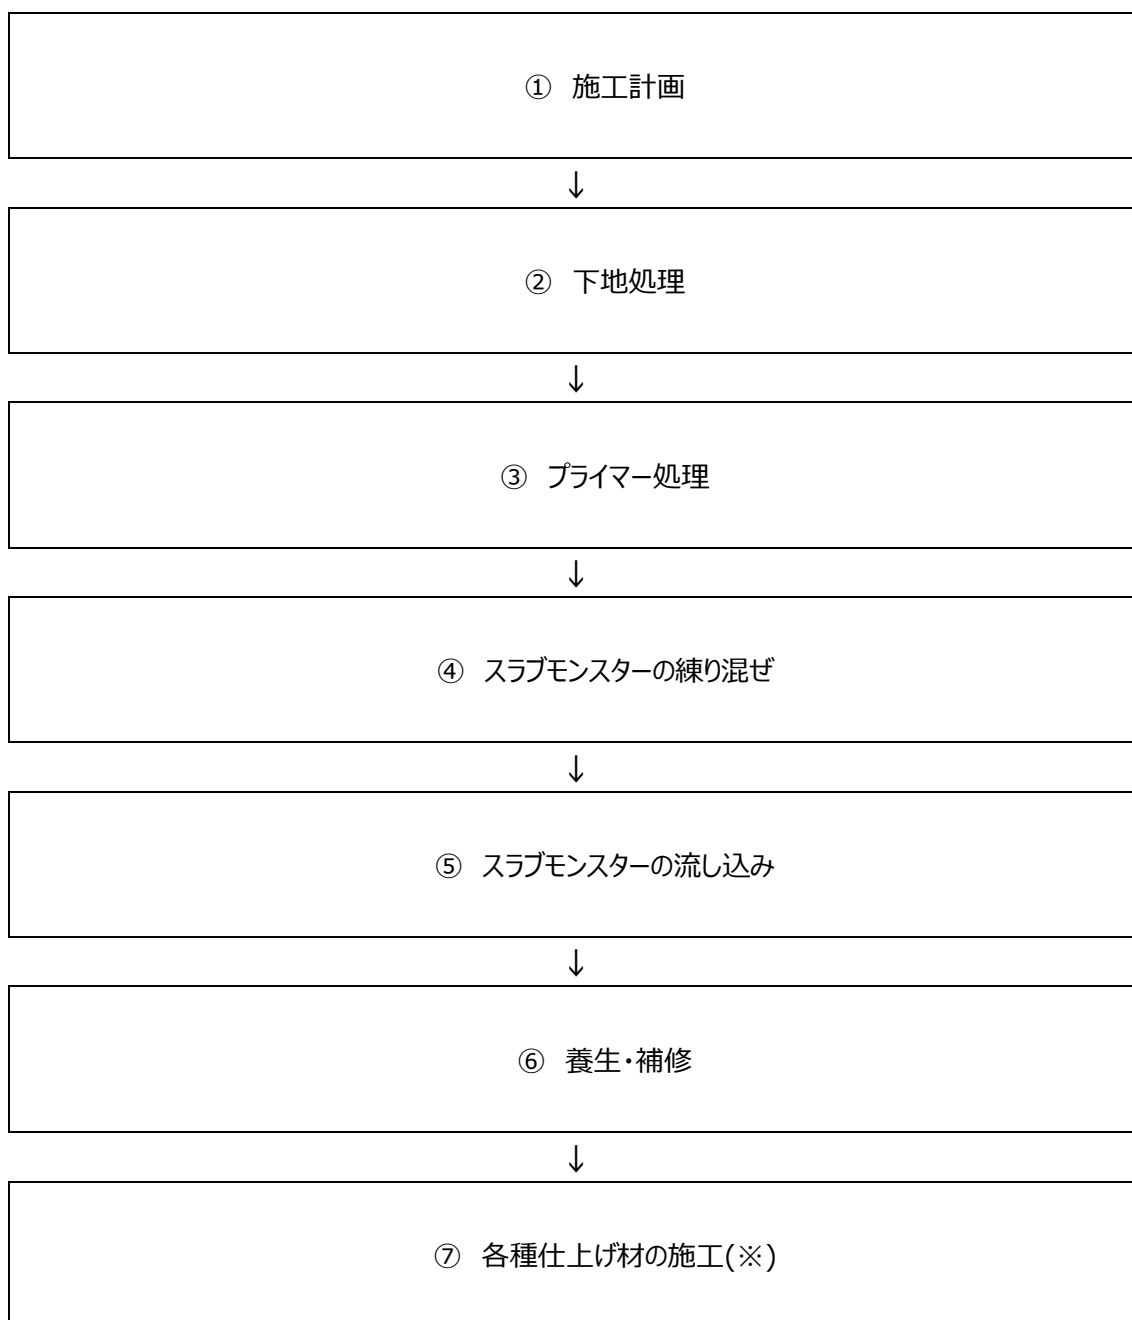 ① 施工計画
↓
② 下地処理
↓
③ プライマー処理
↓
④ スラブモンスターの練り混ぜ
↓
⑤ スラブモンスターの流し込み
↓
⑥ 養生・補修
↓
⑦ 各種仕上げ材の施工(※)